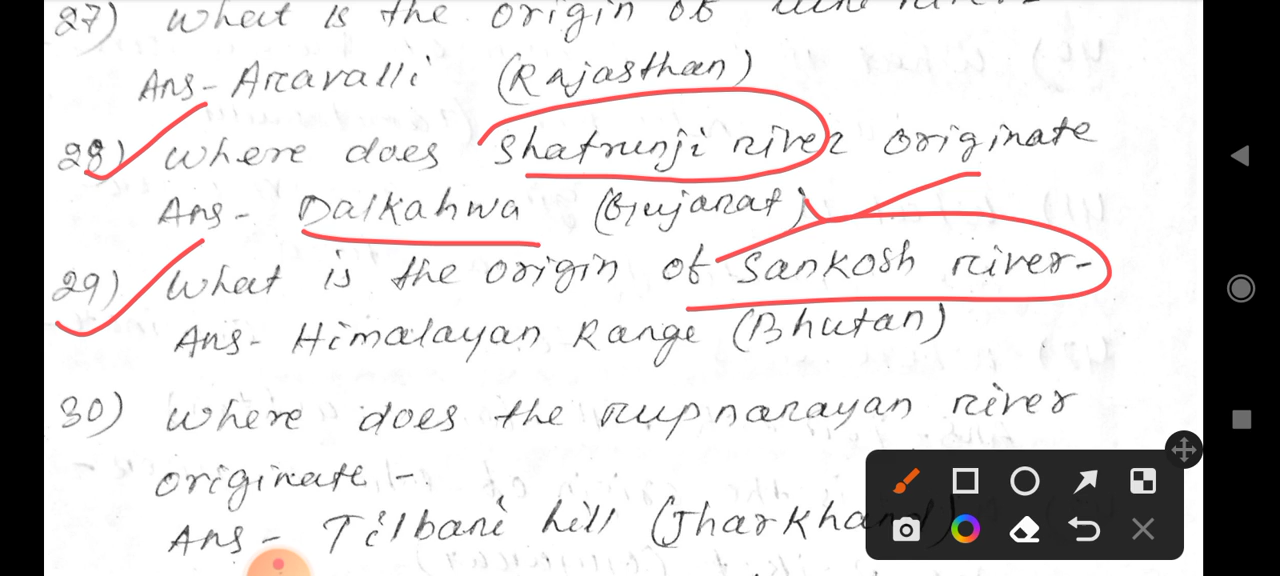 27) What is the origin of
Ans- Aravalli (Rajasthan)
28) Where does Shatrunji river originate
Ans - Dalkahwa (Gujarat)
29) What is the origin of Sankosh river-
Ans- Himalayan Range (Bhutan)
30) Where does the rupnarayan river
originate -
Ans - Tilbani hill (Jharkhand)